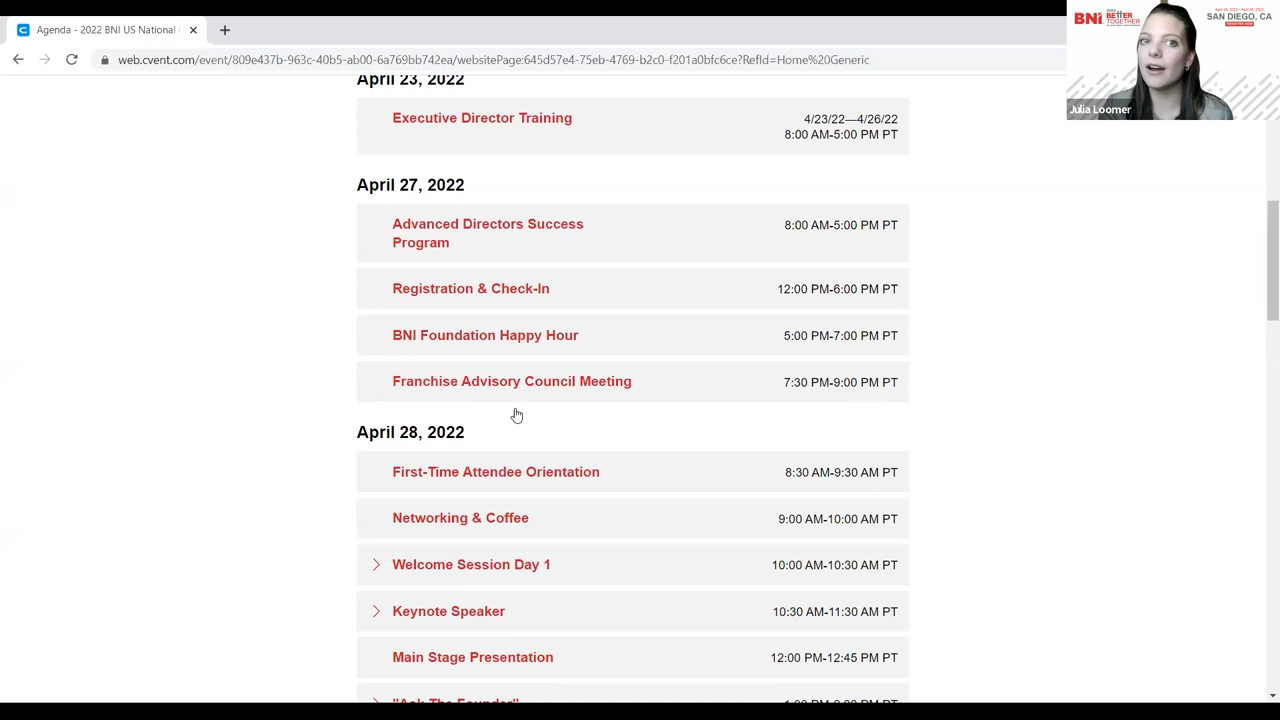 Agenda - 2022 BNI US National
web.cvent.com/event/809e437b-963c-40b5-ab00-6a769bb742ea/websitePage:645d57e4-75eb-4769-b2c0-f201a0bfc6ce?RefId=Home%20Generic
BNI
BETTER
TOGETHER
SAN DIEGO, CA
Julia Loomer
April 23, 2022
Executive Director Training
4/23/22—4/26/22
8:00 AM-5:00 PM PT
April 27, 2022
Advanced Directors Success
Program
8:00 AM-5:00 PM PT
Registration & Check-In
12:00 PM-6:00 PM PT
BNI Foundation Happy Hour
5:00 PM-7:00 PM PT
Franchise Advisory Council Meeting
7:30 PM-9:00 PM PT
April 28, 2022
First-Time Attendee Orientation
8:30 AM-9:30 AM PT
Networking & Coffee
9:00 AM-10:00 AM PT
Welcome Session Day 1
10:00 AM-10:30 AM PT
Keynote Speaker
10:30 AM-11:30 AM PT
Main Stage Presentation
12:00 PM-12:45 PM PT
"Ask The Founder"